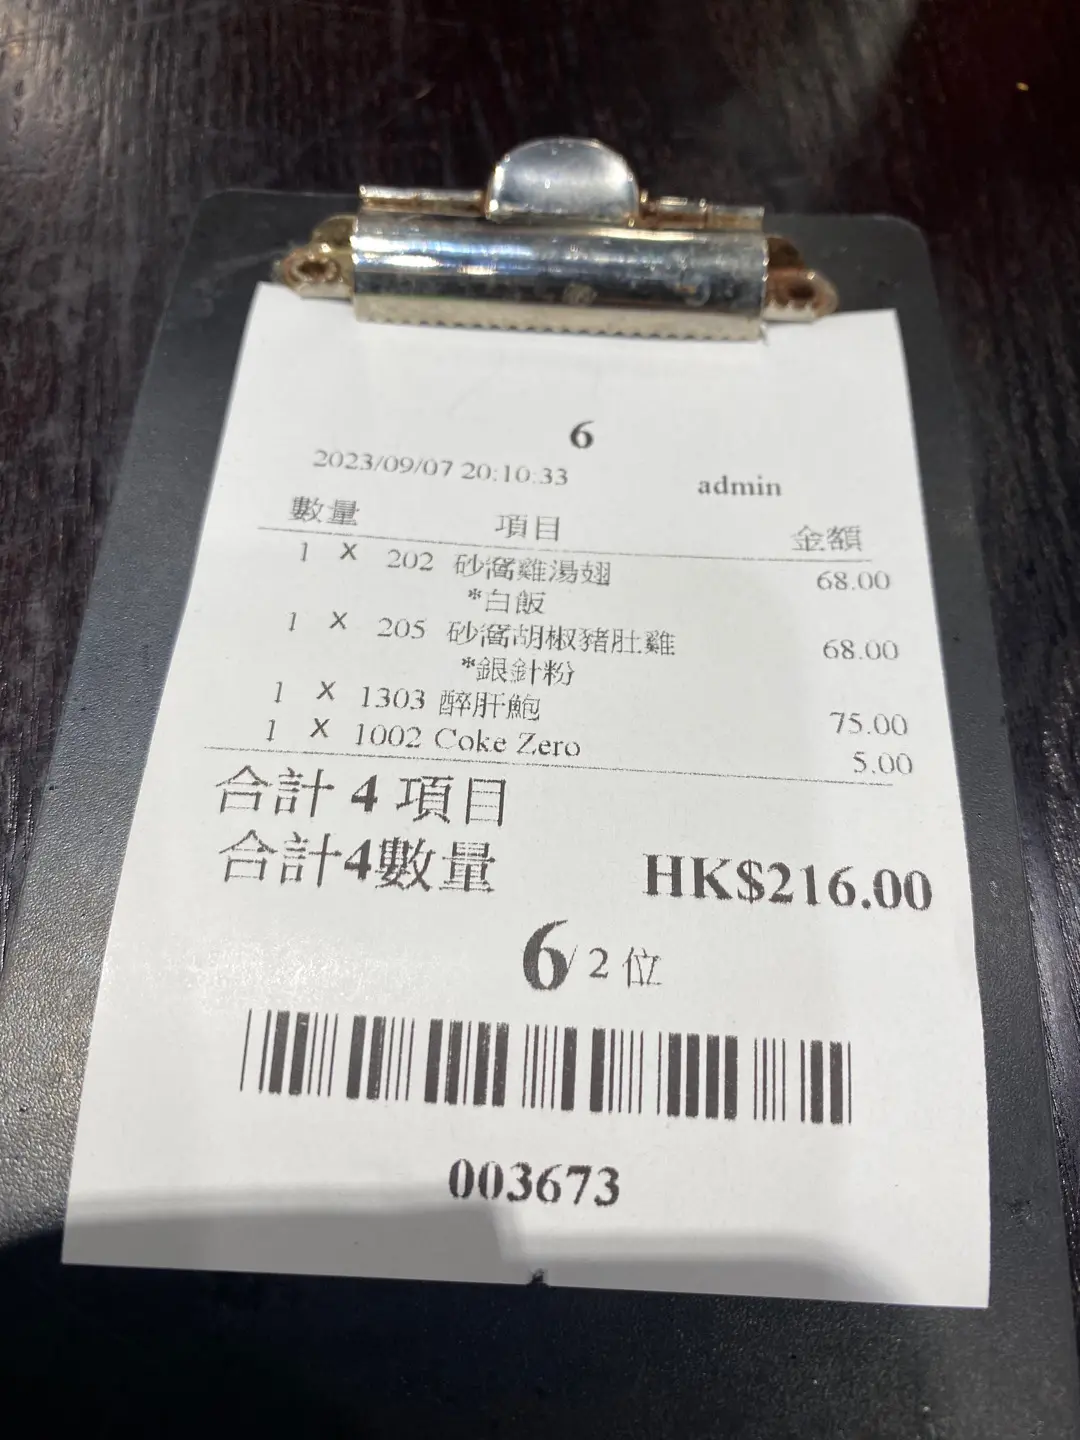 6
2023/09/07 20:10:33 admin
數量 項目 金額
1 X 202 砂窩雞湯翅 68.00
*白飯
1 X 205 砂窩胡椒豬肚雞 68.00
*銀針粉
1 X 1303 醉肝鮑 75.00
1 X 1002 Coke Zero 5.00
合計 4 項目
合計4數量 HK$216.00
6/ 2 位
003673